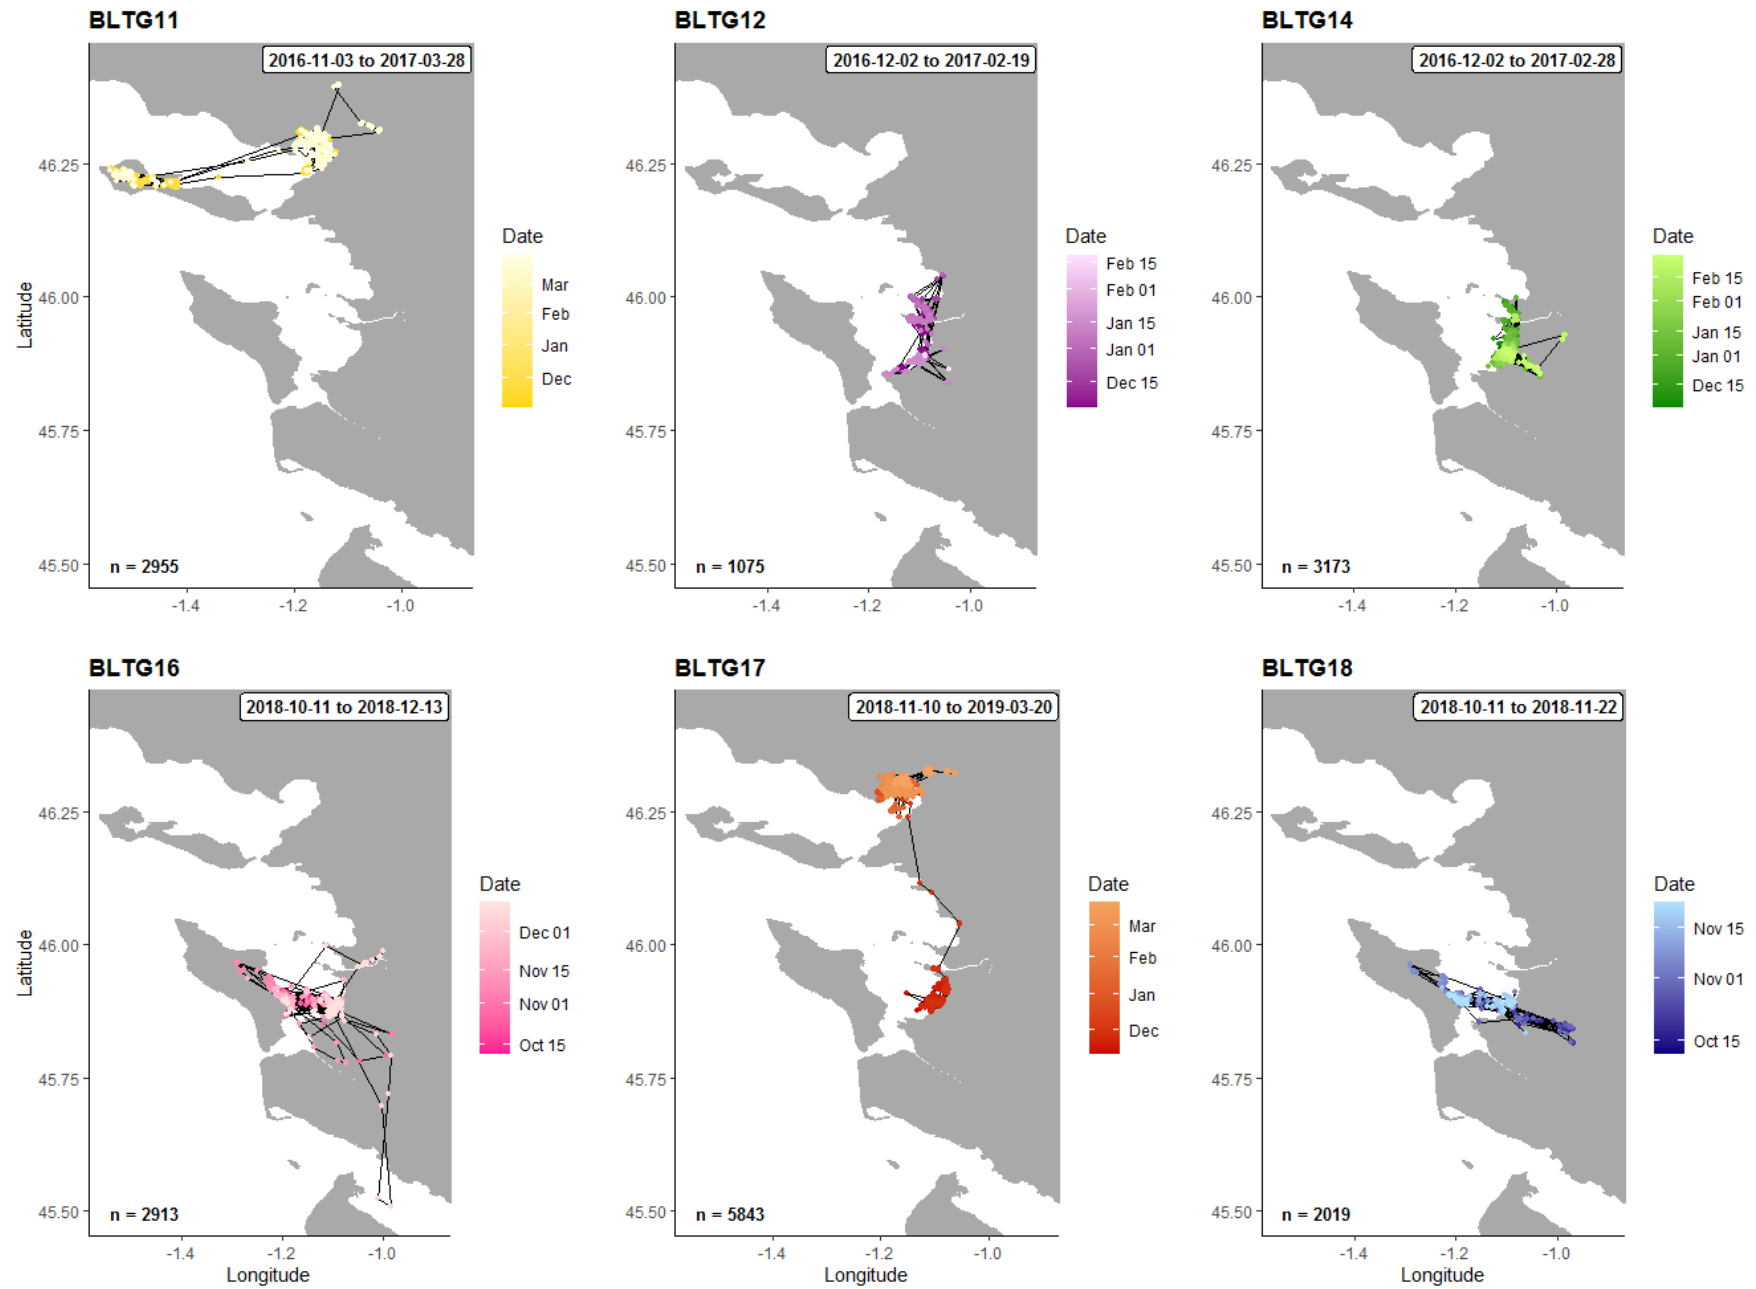 BLTG11
2016-11-03 to 2017-03-28
Latitude
46.25
46.00
45.75
45.50
n = 2955
-1.4
-1.2
-1.0
Date
Mar
Feb
Jan
Dec
BLTG12
2016-12-02 to 2017-02-19
46.25
46.00
45.75
45.50
n = 1075
-1.4
-1.2
-1.0
Date
Feb 15
Feb 01
Jan 15
Jan 01
Dec 15
BLTG14
2016-12-02 to 2017-02-28
46.25
46.00
45.75
45.50
n = 3173
-1.4
-1.2
-1.0
Date
Feb 15
Feb 01
Jan 15
Jan 01
Dec 15
BLTG16
2018-10-11 to 2018-12-13
Latitude
46.25
46.00
45.75
45.50
n = 2913
-1.4
-1.2
-1.0
Longitude
Date
Dec 01
Nov 15
Nov 01
Oct 15
BLTG17
2018-11-10 to 2019-03-20
46.25
46.00
45.75
45.50
n = 5843
-1.4
-1.2
-1.0
Longitude
Date
Mar
Feb
Jan
Dec
BLTG18
2018-10-11 to 2018-11-22
46.25
46.00
45.75
45.50
n = 2019
-1.4
-1.2
-1.0
Longitude
Date
Nov 15
Nov 01
Oct 15